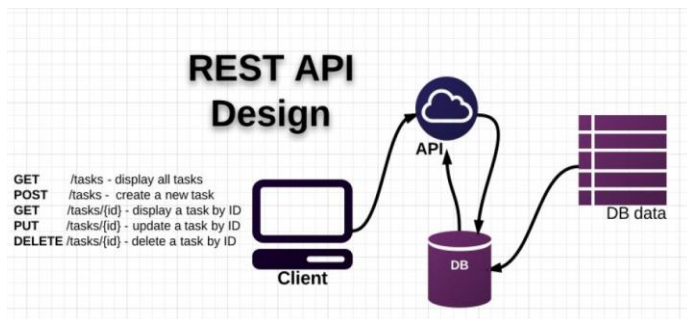 REST API
Design
API
GET /tasks - display all tasks
POST /tasks - create a new task
GET /tasks/{id} - display a task by ID
PUT /tasks/{id} - update a task by ID
DELETE /tasks/{id} - delete a task by ID
Client
DB
DB data